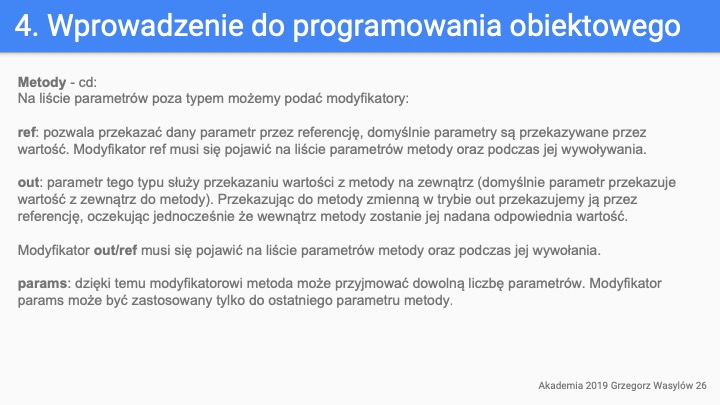 4. Wprowadzenie do programowania obiektowego
Metody - cd:
Na liście parametrów poza typem możemy podać modyfikatory:
ref: pozwala przekazać dany parametr przez referencję, domyślnie parametry są przekazywane przez
wartość. Modyfikator ref musi się pojawić na liście parametrów metody oraz podczas jej wywoływania.
out: parametr tego typu służy przekazaniu wartości z metody na zewnątrz (domyślnie parametr przekazuje
wartość z zewnątrz do metody). Przekazując do metody zmienną w trybie out przekazujemy ją przez
referencję, oczekując jednocześnie że wewnątrz metody zostanie jej nadana odpowiednia wartość.
Modyfikator out/ref musi się pojawić na liście parametrów metody oraz podczas jej wywołania.
params: dzięki temu modyfikatorowi metoda może przyjmować dowolną liczbę parametrów. Modyfikator
params może być zastosowany tylko do ostatniego parametru metody.
Akademia 2019 Grzegorz Wasylów 26